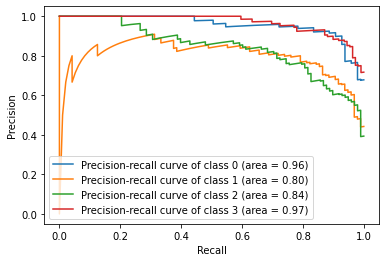 1.0
0.8
0.6
0.4
0.2
0.0
Precision
Precision-recall curve of class 0 (area = 0.96)
Precision-recall curve of class 1 (area = 0.80)
Precision-recall curve of class 2 (area = 0.84)
Precision-recall curve of class 3 (area = 0.97)
0.0 0.2 0.4 0.6 0.8 1.0
Recall